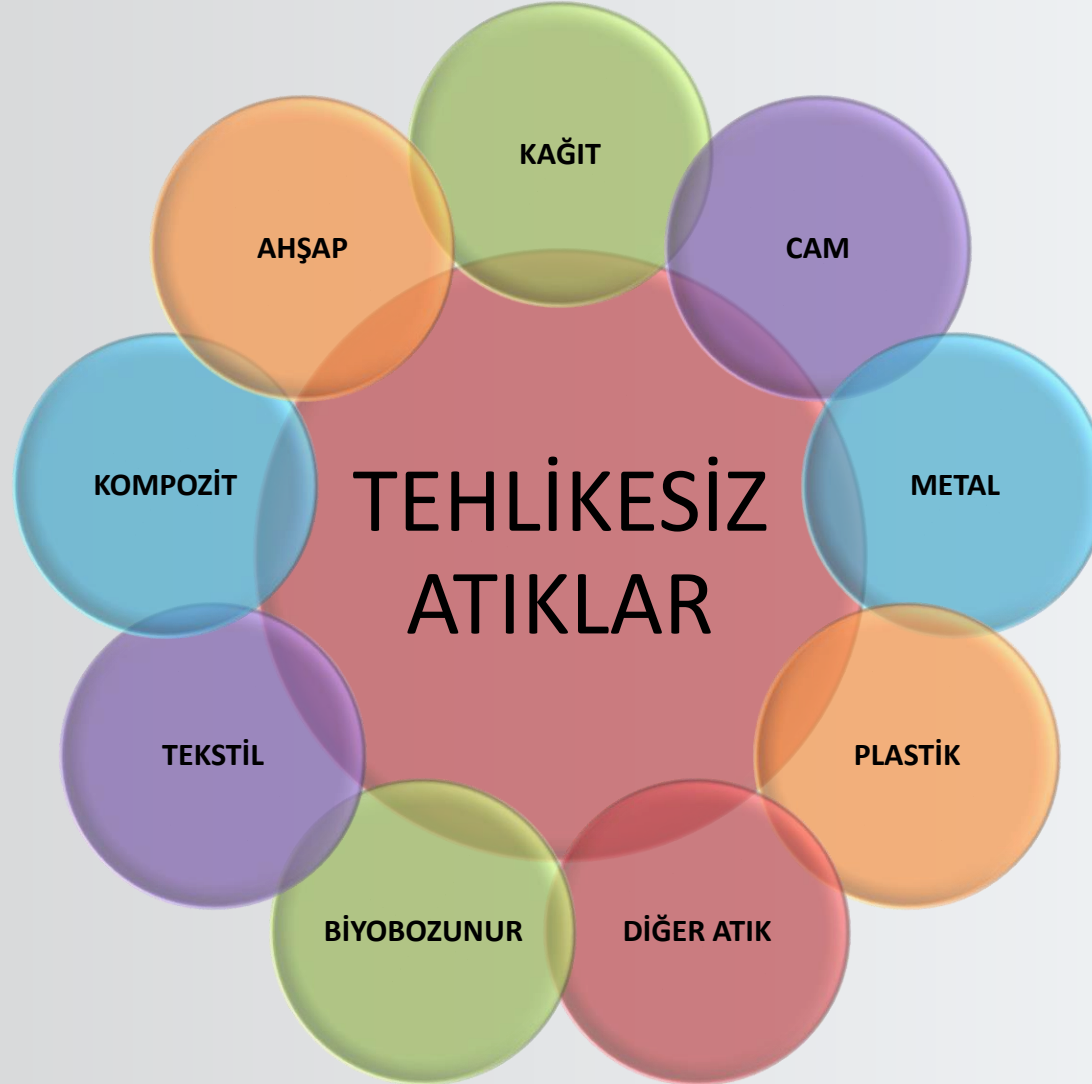 KAĞIT
CAM
AHŞAP
KOMPOZİT
METAL
TEHLİKESİZ
ATIKLAR
TEKSTİL
PLASTİK
BİYOBOZUNUR
DİĞER ATIK